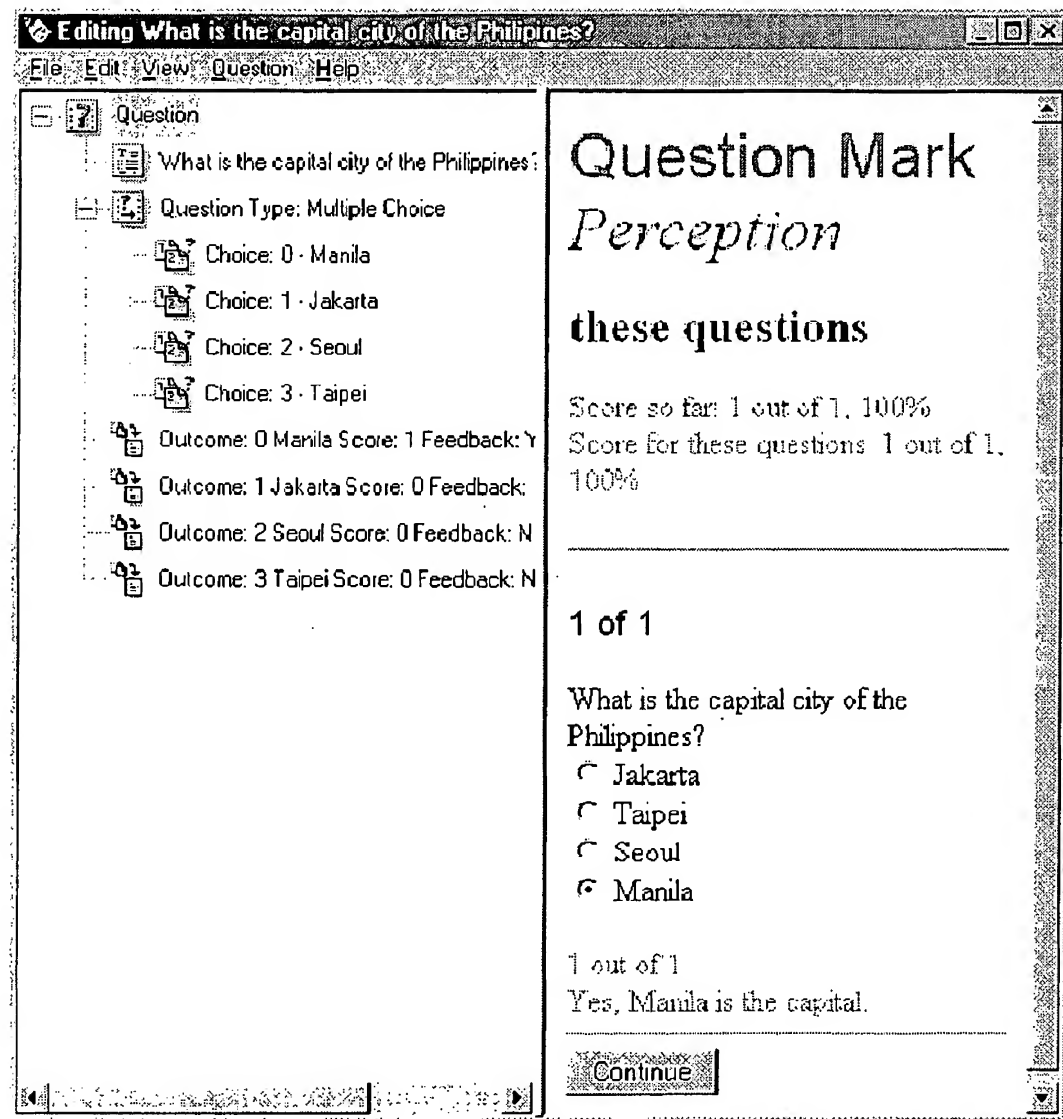 Editing What is the capital city of the Philipines?
File Edit View Question Help
Question
What is the capital city of the Philippines?
Question Type: Multiple Choice
Choice: 0 - Manila
Choice: 1 - Jakarta
Choice: 2 - Seoul
Choice: 3 - Taipei
Outcome: 0 Manila Score: 1 Feedback: Y
Outcome: 1 Jakarta Score: 0 Feedback:
Outcome: 2 Seoul Score: 0 Feedback: N
Outcome: 3 Taipei Score: 0 Feedback: N
Question Mark
Perception
these questions
Score so far: 1 out of 1, 100%
Score for these questions 1 out of 1,
100%
1 of 1
What is the capital city of the
Philippines?
Jakarta
Taipei
Seoul
Manila
1 out of 1
Yes, Manila is the capital.
Continue